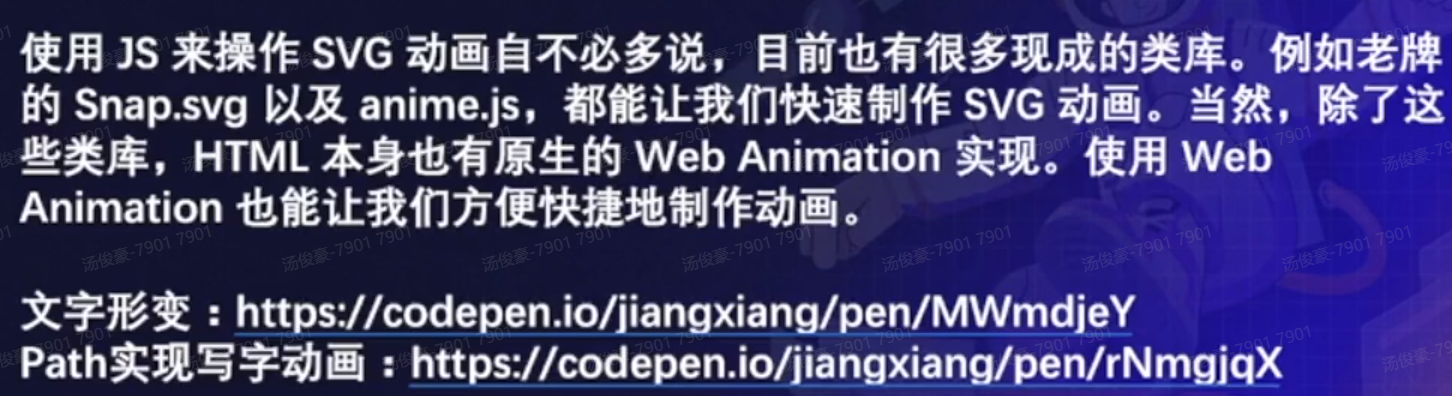 使用 JS 来操作 SVG 动画自不必多说，目前也有很多现成的类库。例如老牌
的 Snap.svg 以及 anime.js，都能让我们快速制作 SVG 动画。当然，除了这
些类库，HTML 本身也有原生的 Web Animation 实现。使用 Web
Animation 也能让我们方便快捷地制作动画。
汤俊豪-7901 7901
文字形变：https://codepen.io/jiangxiang/pen/MWmdjeY
Path实现写字动画：https://codepen.io/jiangxiang/pen/rNmgjqX